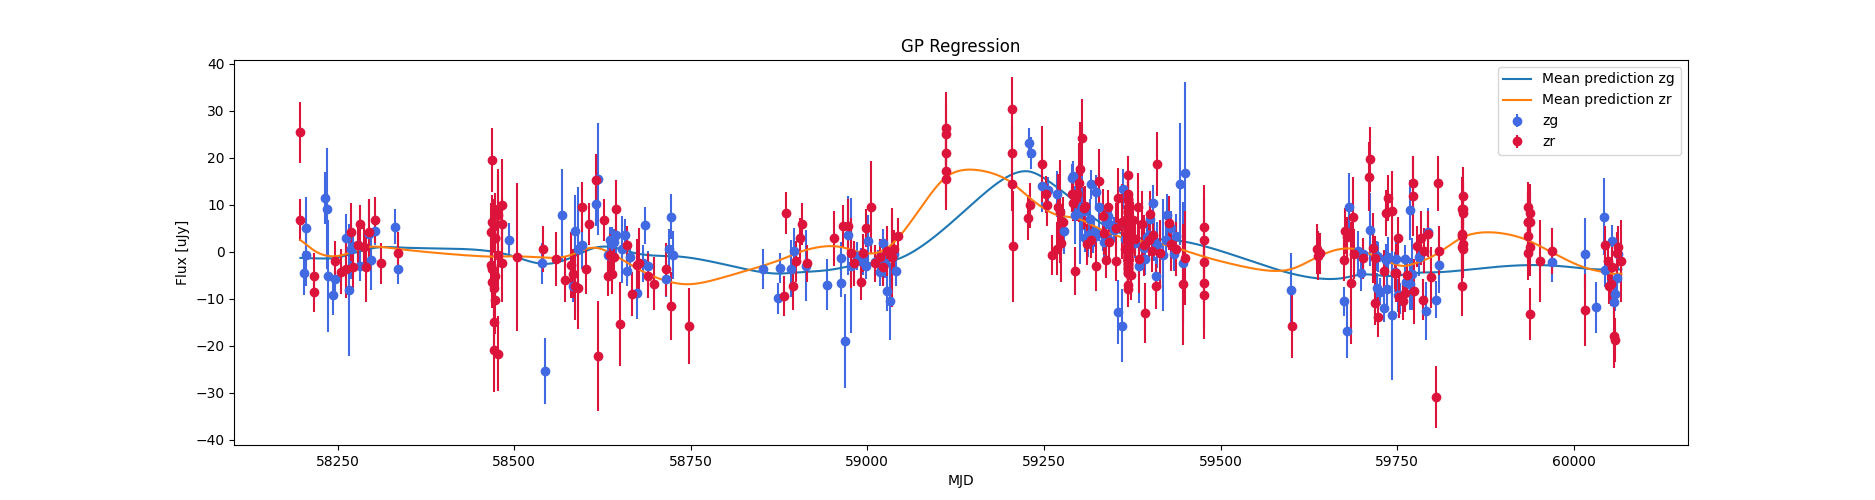 GP Regression
40
30
20
10
0
−10
−20
−30
−40
Flux [uJy]
58250
58500
58750
59000
59250
59500
59750
60000
MJD
Mean prediction zg
Mean prediction zr
zg
zr